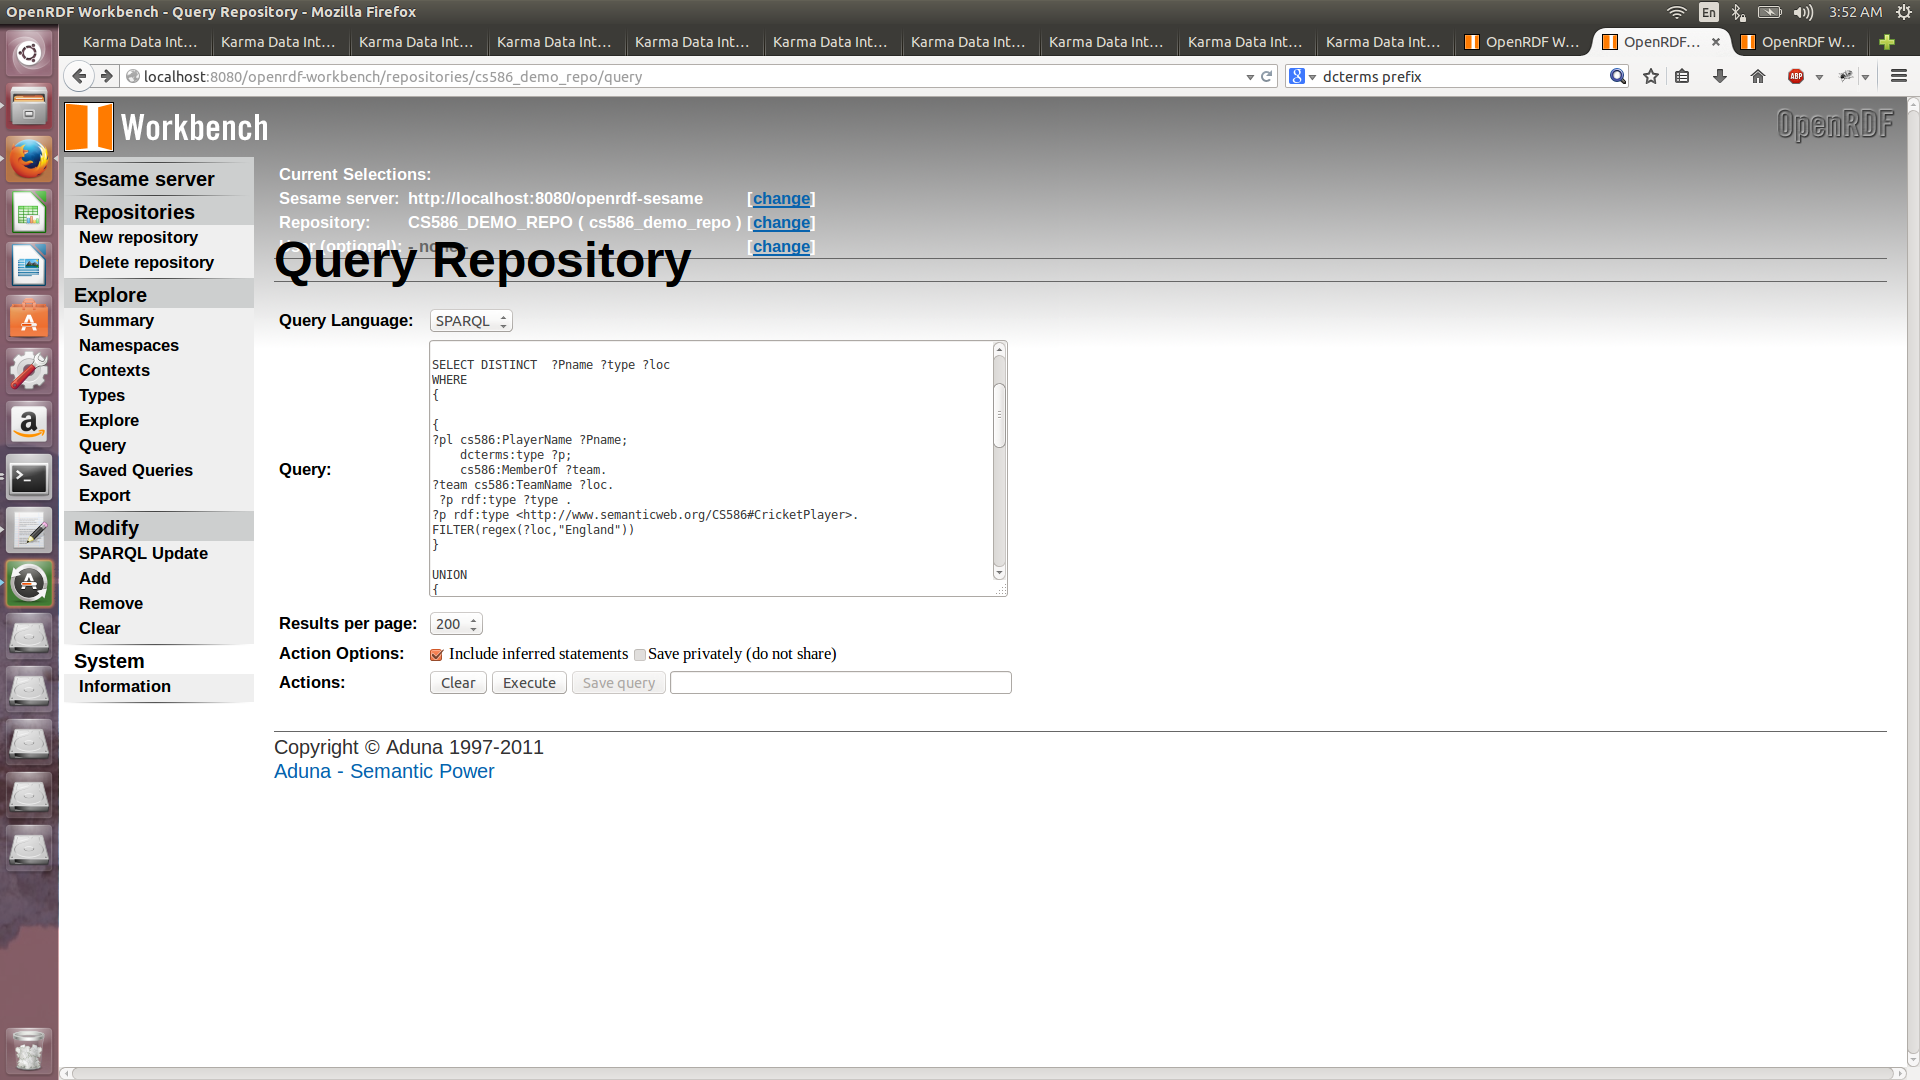 OpenRDF Workbench - Query Repository - Mozilla Firefox
En
3:52 AM
Karma Data Int...
Karma Data Int...
Karma Data Int...
Karma Data Int...
Karma Data Int...
Karma Data Int...
Karma Data Int...
Karma Data Int...
Karma Data Int...
Karma Data Int...
OpenRDF W...
OpenRDF...
OpenRDF W...
localhost:8080/openrdf-workbench/repositories/cs586_demo_repo/query
dcterms prefix
ABP
Workbench
OpenRDF
Sesame server
Repositories
New repository
Delete repository
Explore
Summary
Namespaces
Contexts
Types
Explore
Query
Saved Queries
Export
Modify
SPARQL Update
Add
Remove
Clear
System
Information
Current Selections:
Sesame server: http://localhost:8080/openrdf-sesame [change]
Repository: CS586_DEMO_REPO ( cs586_demo_repo ) [change]
(optional): [change]
Query Repository
Query Language: SPARQL
Query:
SELECT DISTINCT  ?Pname ?type ?loc
WHERE
{
{
?pl cs586:PlayerName ?Pname;
dcterms:type ?p;
cs586:MemberOf ?team.
?team cs586:TeamName ?loc.
?p rdf:type ?type .
?p rdf:type <http://www.semanticweb.org/CS586#CricketPlayer>.
FILTER(regex(?loc,"England"))
}
UNION
{
Results per page: 200
Action Options: Include inferred statements Save privately (do not share)
Actions: Clear Execute Save query
Copyright © Aduna 1997-2011
Aduna - Semantic Power